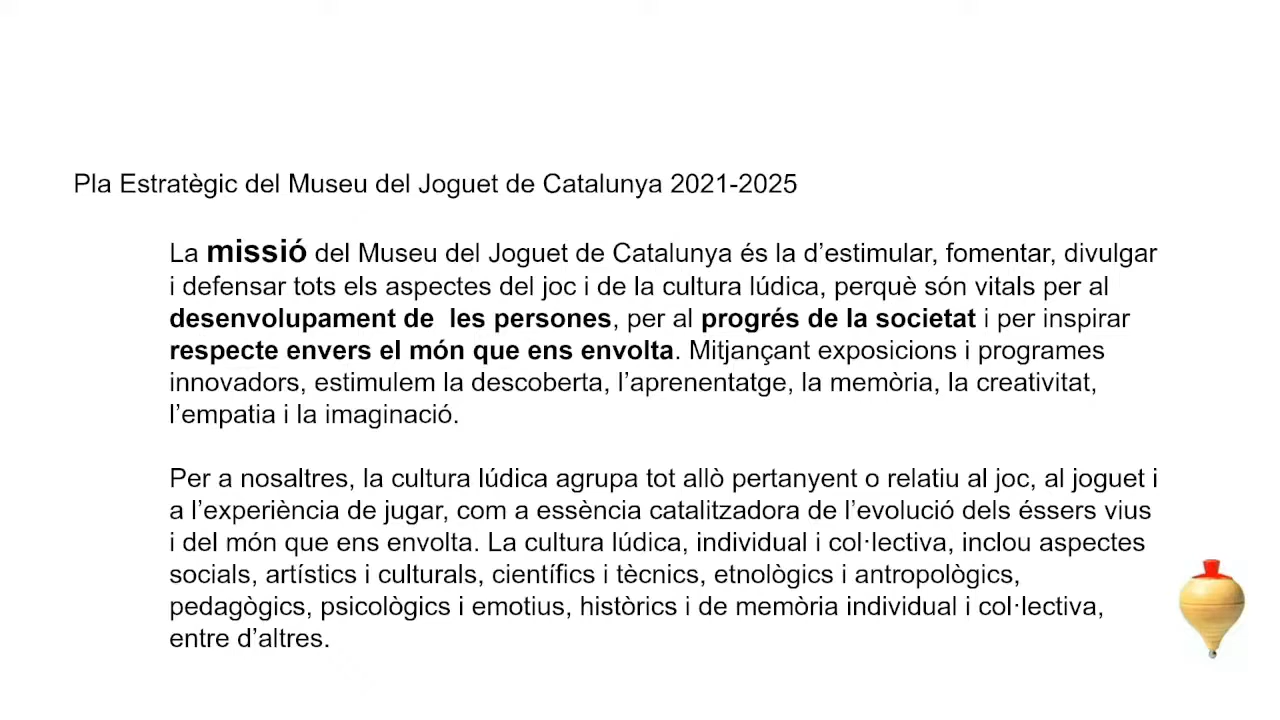 Pla Estratègic del Museu del Joguet de Catalunya 2021-2025
La missió del Museu del Joguet de Catalunya és la d’estimular, fomentar, divulgar
i defensar tots els aspectes del joc i de la cultura lúdica, perquè són vitals per al
desenvolupament de  les persones, per al progrés de la societat i per inspirar
respecte envers el món que ens envolta. Mitjançant exposicions i programes
innovadors, estimulem la descoberta, l’aprenentatge, la memòria, la creativitat,
l’empatia i la imaginació.
Per a nosaltres, la cultura lúdica agrupa tot allò pertanyent o relatiu al joc, al joguet i
a l’experiència de jugar, com a essència catalitzadora de l’evolució dels éssers vius
i del món que ens envolta. La cultura lúdica, individual i col·lectiva, inclou aspectes
socials, artístics i culturals, científics i tècnics, etnològics i antropològics,
pedagògics, psicològics i emotius, històrics i de memòria individual i col·lectiva,
entre d’altres.